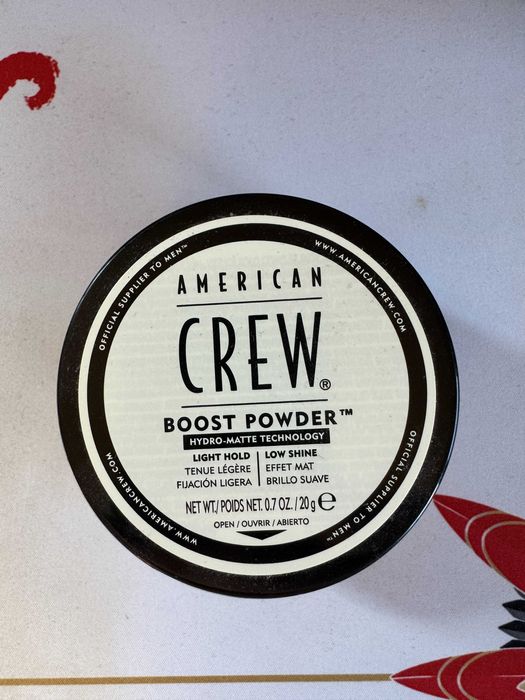 OFFICIAL SUPPLIER TO MEN™
WWW.AMERICANCREW.COM
AMERICAN
CREW®
BOOST POWDER™
HYDRO-MATTE TECHNOLOGY
LIGHT HOLD | LOW SHINE
TENUE LÉGÈRE | EFFET MAT
FIJACIÓN LIGERA | BRILLO SUAVE
NET WT./ POIDS NET. 0.7 OZ. / 20g ℮
OPEN / OUVRIR / ABIERTO
WWW.AMERICANCREW.COM
OFFICIAL SUPPLIER TO MEN™